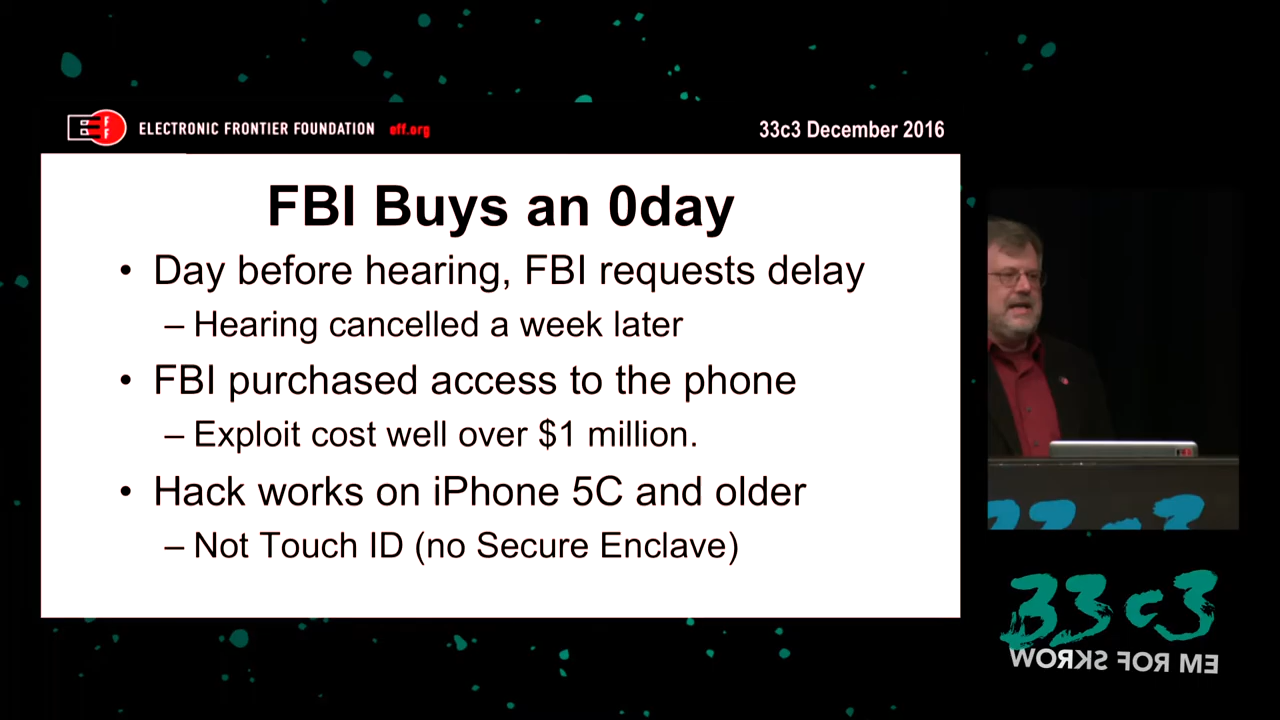 ELECTRONIC FRONTIER FOUNDATION eff.org
33c3 December 2016
FBI Buys an 0day
• Day before hearing, FBI requests delay
– Hearing cancelled a week later
• FBI purchased access to the phone
– Exploit cost well over $1 million.
• Hack works on iPhone 5C and older
– Not Touch ID (no Secure Enclave)
33c3
33c3
WORKS FOR ME